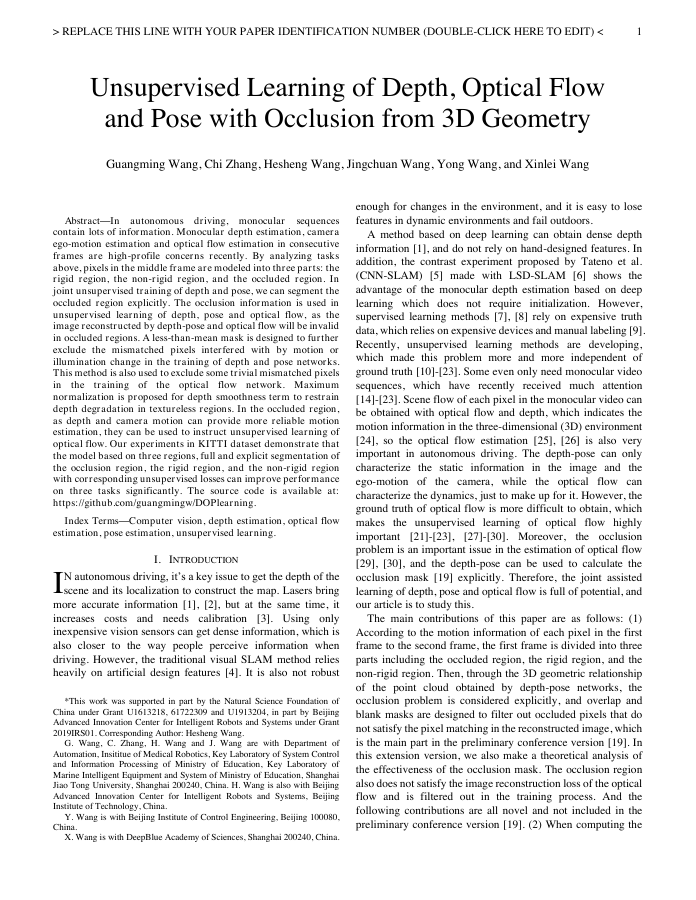 > REPLACE THIS LINE WITH YOUR PAPER IDENTIFICATION NUMBER (DOUBLE-CLICK HERE TO EDIT) < 1
Unsupervised Learning of Depth, Optical Flow
and Pose with Occlusion from 3D Geometry
Guangming Wang, Chi Zhang, Hesheng Wang, Jingchuan Wang, Yong Wang, and Xinlei Wang
Abstract—In autonomous driving, monocular sequences
contain lots of information. Monocular depth estimation, camera
ego-motion estimation and optical flow estimation in consecutive
frames are high-profile concerns recently. By analyzing tasks
above, pixels in the middle frame are modeled into three parts: the
rigid region, the non-rigid region, and the occluded region. In
joint unsupervised training of depth and pose, we can segment the
occluded region explicitly. The occlusion information is used in
unsupervised learning of depth, pose and optical flow, as the
image reconstructed by depth-pose and optical flow will be invalid
in occluded regions. A less-than-mean mask is designed to further
exclude the mismatched pixels interfered with by motion or
illumination change in the training of depth and pose networks.
This method is also used to exclude some trivial mismatched pixels
in the training of the optical flow network. Maximum
normalization is proposed for depth smoothness term to restrain
depth degradation in textureless regions. In the occluded region,
as depth and camera motion can provide more reliable motion
estimation, they can be used to instruct unsupervised learning of
optical flow. Our experiments in KITTI dataset demonstrate that
the model based on three regions, full and explicit segmentation of
the occlusion region, the rigid region, and the non-rigid region
with corresponding unsupervised losses can improve performance
on three tasks significantly. The source code is available at:
https://github.com/guangmingw/DOPlearning.
Index Terms—Computer vision, depth estimation, optical flow
estimation, pose estimation, unsupervised learning.
I. INTRODUCTION
IN autonomous driving, it's a key issue to get the depth of the
scene and its localization to construct the map. Lasers bring
more accurate information [1], [2], but at the same time, it
increases costs and needs calibration [3]. Using only
inexpensive vision sensors can get dense information, which is
also closer to the way people perceive information when
driving. However, the traditional visual SLAM method relies
heavily on artificial design features [4]. It is also not robust
*This work was supported in part by the Natural Science Foundation of
China under Grant U1613218, 61722309 and U1913204, in part by Beijing
Advanced Innovation Center for Intelligent Robots and Systems under Grant
2019IRS01. Corresponding Author: Hesheng Wang.
G. Wang, C. Zhang, H. Wang and J. Wang are with Department of
Automation, Insititue of Medical Robotics, Key Laboratory of System Control
and Information Processing of Ministry of Education, Key Laboratory of
Marine Intelligent Equipment and System of Ministry of Education, Shanghai
Jiao Tong University, Shanghai 200240, China. H. Wang is also with Beijing
Advanced Innovation Center for Intelligent Robots and Systems, Beijing
Institute of Technology, China.
Y. Wang is with Beijing Institute of Control Engineering, Beijing 100080,
China.
X. Wang is with DeepBlue Academy of Sciences, Shanghai 200240, China.
enough for changes in the environment, and it is easy to lose
features in dynamic environments and fail outdoors.
A method based on deep learning can obtain dense depth
information [1], and do not rely on hand-designed features. In
addition, the contrast experiment proposed by Tateno et al.
(CNN-SLAM) [5] made with LSD-SLAM [6] shows the
advantage of the monocular depth estimation based on deep
learning which does not require initialization. However,
supervised learning methods [7], [8] rely on expensive truth
data, which relies on expensive devices and manual labeling [9].
Recently, unsupervised learning methods are developing,
which made this problem more and more independent of
ground truth [10]-[23]. Some even only need monocular video
sequences, which have recently received much attention
[14]-[23]. Scene flow of each pixel in the monocular video can
be obtained with optical flow and depth, which indicates the
motion information in the three-dimensional (3D) environment
[24], so the optical flow estimation [25], [26] is also very
important in autonomous driving. The depth-pose can only
characterize the static information in the image and the
ego-motion of the camera, while the optical flow can
characterize the dynamics, just to make up for it. However, the
ground truth of optical flow is more difficult to obtain, which
makes the unsupervised learning of optical flow highly
important [21]-[23], [27]-[30]. Moreover, the occlusion
problem is an important issue in the estimation of optical flow
[29], [30], and the depth-pose can be used to calculate the
occlusion mask [19] explicitly. Therefore, the joint assisted
learning of depth, pose and optical flow is full of potential, and
our article is to study this.
The main contributions of this paper are as follows: (1)
According to the motion information of each pixel in the first
frame to the second frame, the first frame is divided into three
parts including the occluded region, the rigid region, and the
non-rigid region. Then, through the 3D geometric relationship
of the point cloud obtained by depth-pose networks, the
occlusion problem is considered explicitly, and overlap and
blank masks are designed to filter out occluded pixels that do
not satisfy the pixel matching in the reconstructed image, which
is the main part in the preliminary conference version [19]. In
this extension version, we also make a theoretical analysis of
the effectiveness of the occlusion mask. The occlusion region
also does not satisfy the image reconstruction loss of the optical
flow and is filtered out in the training process. And the
following contributions are all novel and not included in the
preliminary conference version [19]. (2) When computing the